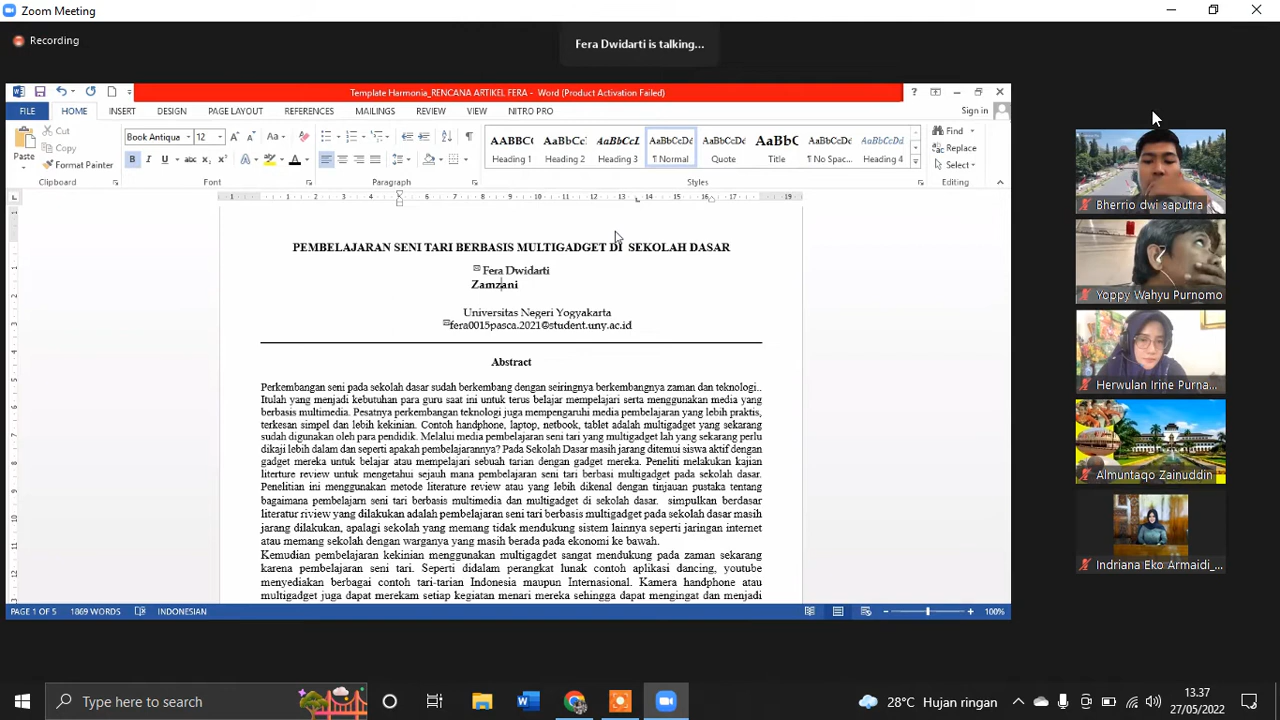 Zoom Meeting
Recording
Fera Dwidarti is talking...
Template Harmonia_RENCANA ARTIKEL FERA - Word (Product Activation Failed)
FILE HOME INSERT DESIGN PAGE LAYOUT REFERENCES MAILINGS REVIEW VIEW NITRO PRO Sign in
Paste Cut Copy Format Painter
Book Antiqua 12
Heading 1 Heading 2 Heading 3 ¶ Normal Quote Title ¶ No Spac... Heading 4
Find Replace Select
Clipboard Font Paragraph Styles Editing
PEMBELAJARAN SENI TARI BERBASIS MULTIGADGET DI SEKOLAH DASAR
Fera Dwidarti
Zamzani
Universitas Negeri Yogyakarta
fera0015pasca.2021@student.uny.ac.id
Abstract
Perkembangan seni pada sekolah dasar sudah berkembang dengan seiringnya berkembangnya zaman dan teknologi..
Itulah yang menjadi kebutuhan para guru saat ini untuk terus belajar mempelajari serta menggunakan media yang
berbasis multimedia. Pesatnya perkembangan teknologi juga mempengaruhi media pembelajaran yang lebih praktis,
terkesan simpel dan lebih kekinian. Contoh handphone, laptop, netbook, tablet adalah multigadget yang sekarang
sudah digunakan oleh para pendidik. Melalui media pembelajaran seni tari yang multigadget lah yang sekarang perlu
dikaji lebih dalam dan seperti apakah pembelajarannya? Pada Sekolah Dasar masih jarang ditemui siswa aktif dengan
gadget mereka untuk belajar atau mempelajari sebuah tarian dengan gadget mereka. Peneliti melakukan kajian
literture review untuk mengetahui sejauh mana pembelajaran seni tari berbasi multigadget pada sekolah dasar.
Penelitian ini menggunakan metode literature review atau yang lebih dikenal dengan tinjauan pustaka tentang
bagaimana pembelajarn seni tari berbasis multimedia dan multigadget di sekolah dasar. simpulkan berdasar
literatur riview yang dilakukan adalah pembelajaran seni tari berbasis multigadget pada sekolah dasar masih
jarang dilakukan, apalagi sekolah yang memang tidak mendukung sistem lainnya seperti jaringan internet
atau memang sekolah dengan warganya yang masih berada pada ekonomi ke bawah.
Kemudian pembelajaran kekinian menggunakan multigagdet sangat mendukung pada zaman sekarang
karena pembelajaran seni tari. Seperti didalam perangkat lunak contoh aplikasi dancing, youtube
menyediakan berbagai contoh tari-tarian Indonesia maupun Internasional. Kamera handphone atau
multigadget juga dapat merekam setiap kegiatan menari mereka sehingga dapat mengingat dan menjadi
PAGE 1 OF 5 1869 WORDS INDONESIAN 100%
Bherrio dwi saputra
Yoppy Wahyu Purnomo
Herwulan Irine Purna...
Almuntaqo Zainuddin
Indriana Eko Armaidi_...
Type here to search
28°C Hujan ringan
13.37
27/05/2022